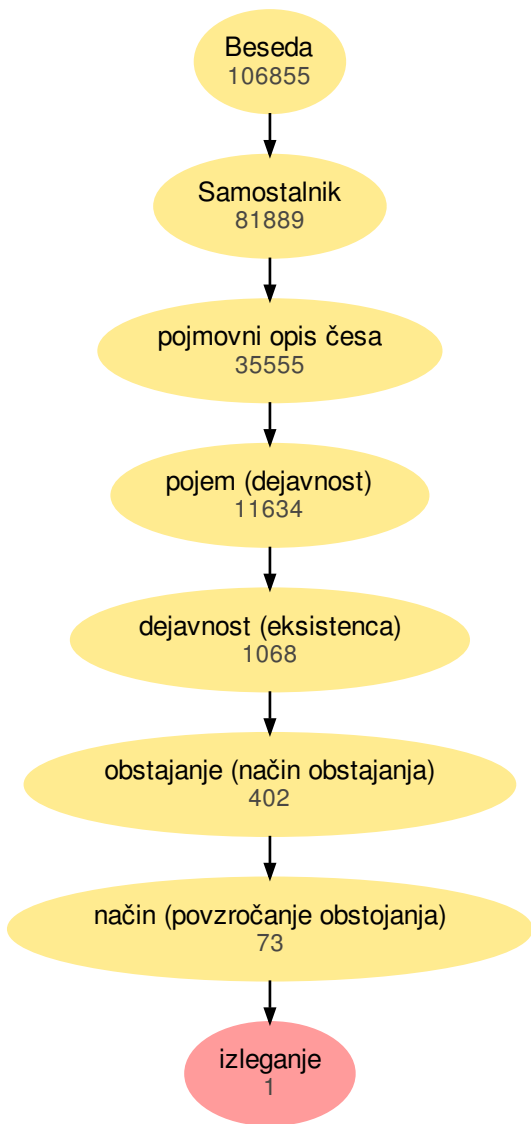 Beseda
106855
Samostalnik
81889
pojmovni opis česa
35555
pojem (dejavnost)
11634
dejavnost (eksistenca)
1068
obstajanje (način obstajanja)
402
način (povzročanje obstojanja)
73
izleganje
1